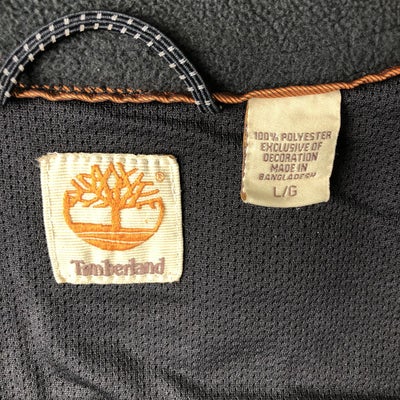 ®
Timberland
100% POLYESTER
EXCLUSIVE OF
DECORATION
MADE IN
BANGLADESH
L/G